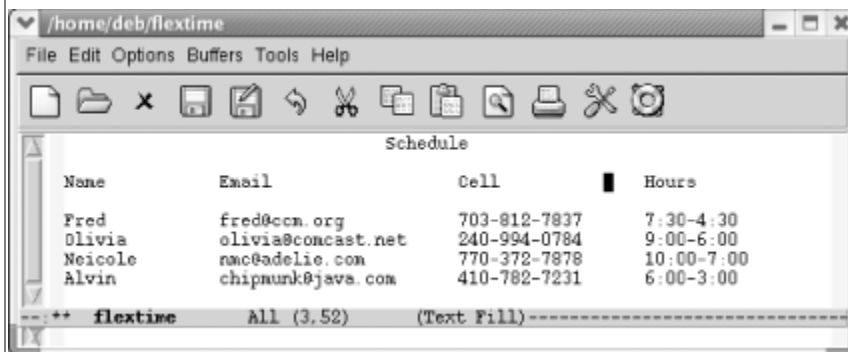 /home/deb/flextime
File Edit Options Buffers Tools Help
Schedule
Name Email Cell Hours
Fred fred@ccm.org 703-812-7837 7:30-4:30
Olivia olivia@comcast.net 240-994-0784 9:00-6:00
Neicole nmc@adelie.com 770-372-7878 10:00-7:00
Alvin chipmunk@java.com 410-782-7231 6:00-3:00
--:** flextime All (3,52) (Text Fill)--------------------------------